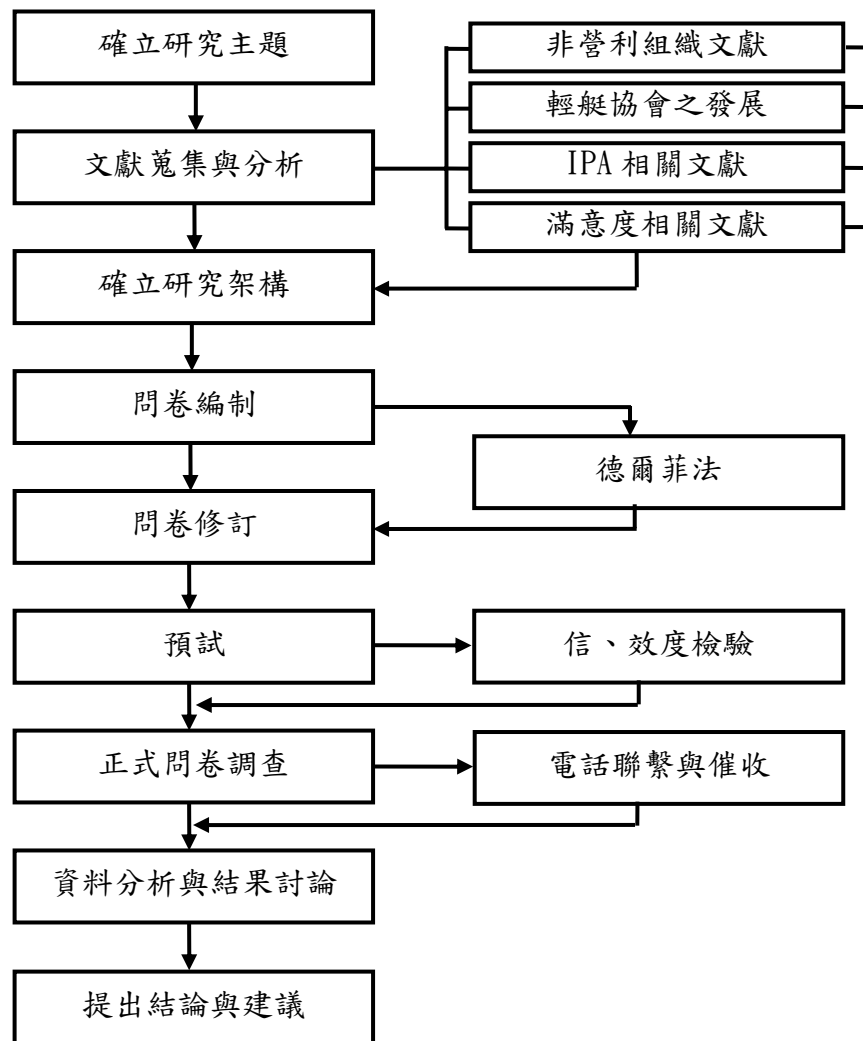 確立研究主題
非營利組織文獻
輕艇協會之發展
文獻蒐集與分析
IPA 相關文獻
滿意度相關文獻
確立研究架構
問卷編制
德爾菲法
問卷修訂
預試
信、效度檢驗
正式問卷調查
電話聯繫與催收
資料分析與結果討論
提出結論與建議